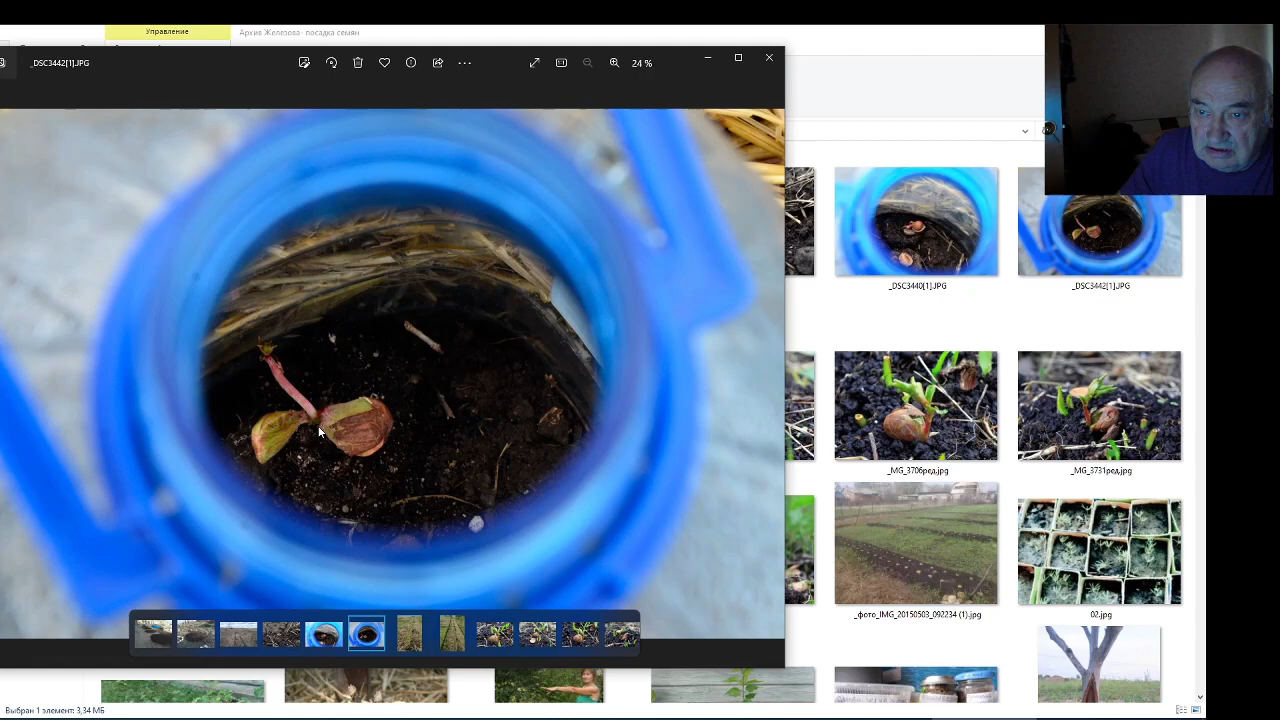 Управление
Архив Железова- посадка семян
_DSC3442[1].JPG
24 %
_DSC3440[1].JPG
_DSC3442[1].JPG
_MG_3706ред.jpg
_MG_3731ред.jpg
_фото_IMG_20150503_092234 (1).jpg
02.jpg
Выбран 1 элемент: 3,34 МБ